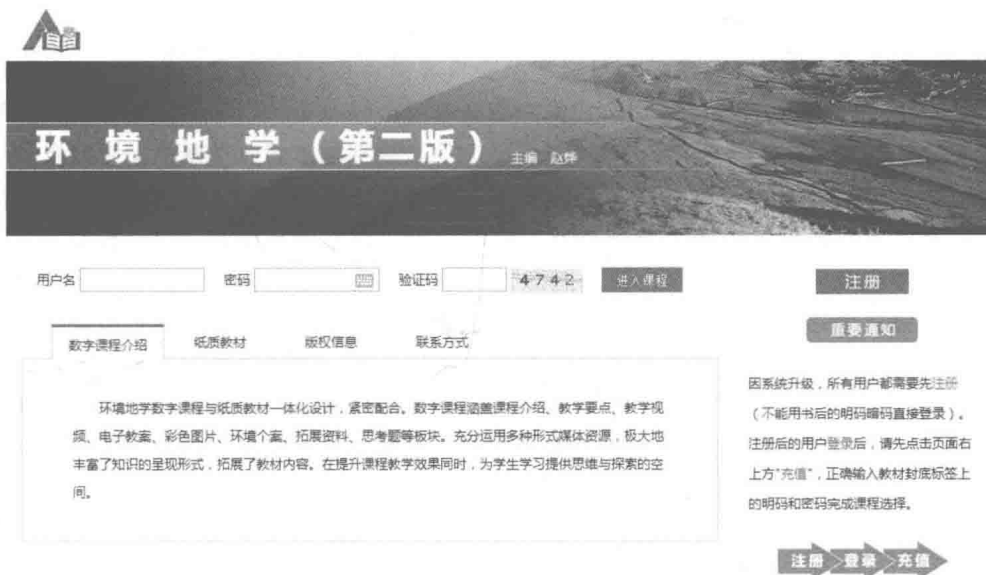 环境地学（第二版） 主编 赵烨
用户名 密码 验证码 4742 进入课程 注册
重要通知
数字课程介绍 纸质教材 版权信息 联系方式
环境地学数字课程与纸质教材一体化设计，紧密配合。数字课程涵盖课程介绍、教学要点、教学视
频、电子教案、彩色图片、环境个案、拓展资料、思考题等板块。充分运用多种形式媒体资源，极大地
丰富了知识的呈现形式，拓展了教材内容。在提升课程教学效果同时，为学生学习提供思维与探索的空
间。
因系统升级，所有用户都需要先注册
（不能用书后的明码暗码直接登录）。
注册后的用户登录后，请先点击页面右
上方"充值"，正确输入教材封底标签上
的明码和密码完成课程选择。
注册 登录 充值